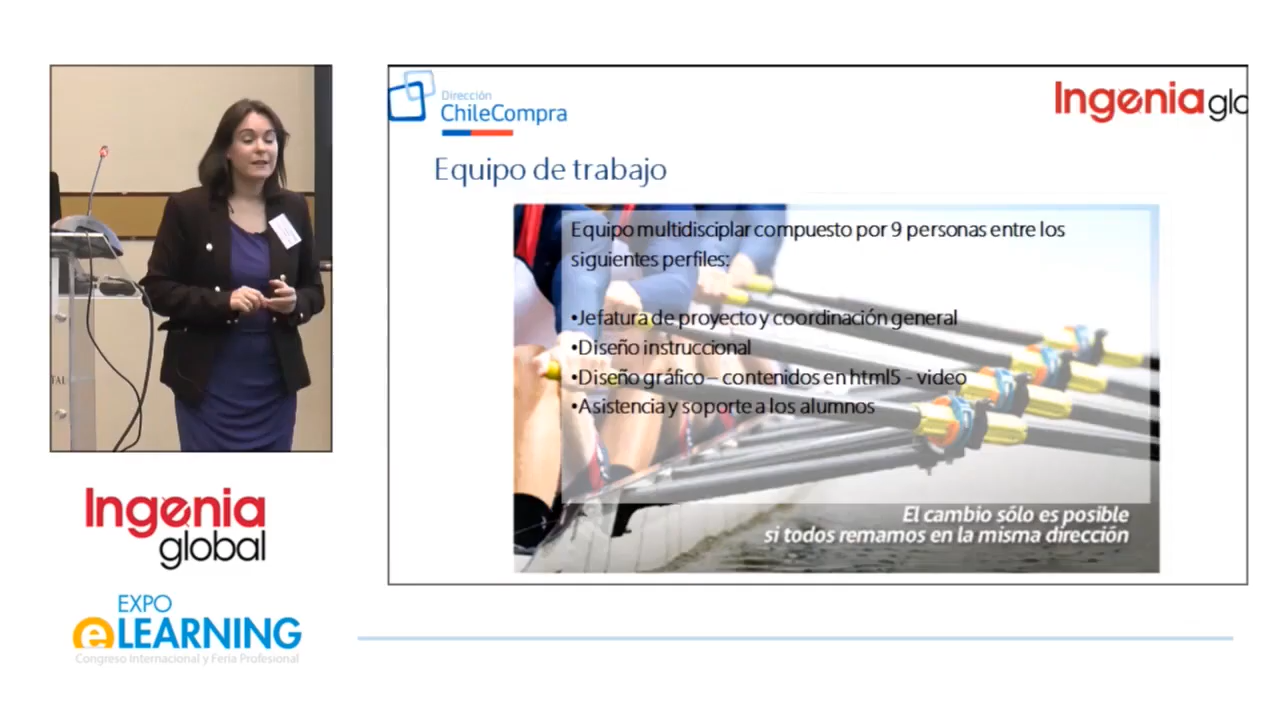 Dirección
ChileCompra
Ingenia glo
Equipo de trabajo
Equipo multidisciplar compuesto por 9 personas entre los
siguientes perfiles:
•Jefatura de proyecto y coordinación general
•Diseño instruccional
•Diseño gráfico – contenidos en html5 - video
•Asistencia y soporte a los alumnos
El cambio sólo es posible
si todos remamos en la misma dirección
TAL
Ingenia
global
EXPO
eLEARNING
Congreso Internacional y Feria Profesional